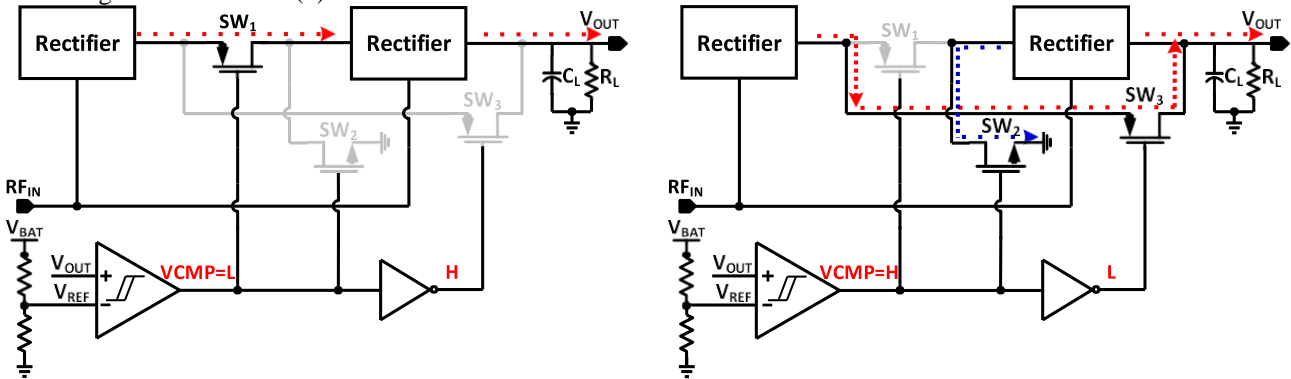 SW1
VOUT
Rectifier
Rectifier
CL
RL
SW3
SW2
RFIN
VBAT
VOUT
+
VREF
−
VCMP=L
H
SW1
VOUT
Rectifier
Rectifier
CL
RL
SW3
SW2
RFIN
VBAT
VOUT
+
VREF
−
VCMP=H
L